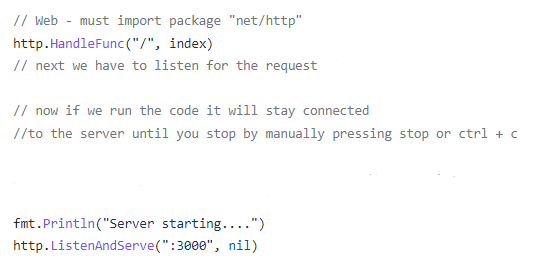 // Web - must import package "net/http"
http.HandleFunc("/", index)
// next we have to listen for the request
// now if we run the code it will stay connected
//to the server until you stop by manually pressing stop or ctrl + c
fmt.Println("Server starting....")
http.ListenAndServe(":3000", nil)